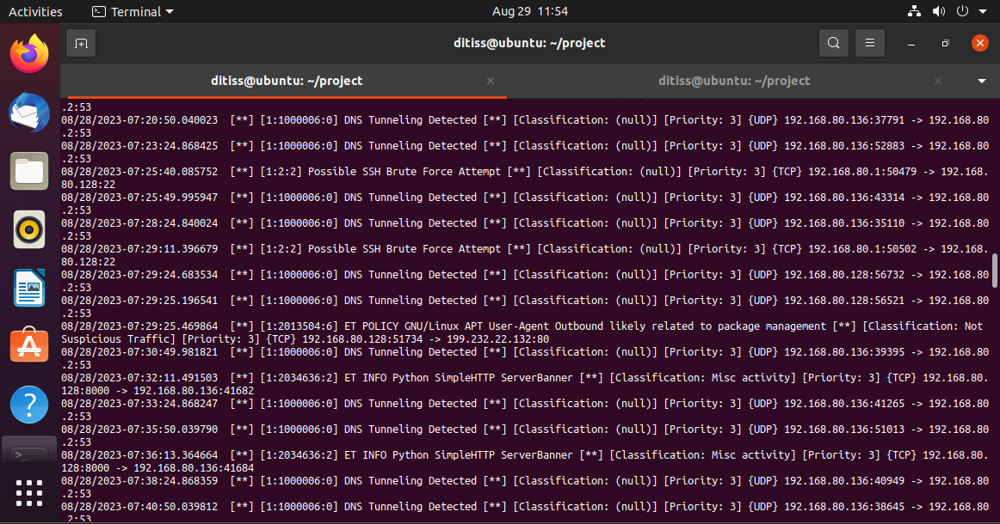 Activities
Terminal
Aug 29 11:54
ditiss@ubuntu: ~/project
ditiss@ubuntu: ~/project
ditiss@ubuntu: ~/project
.2:53
08/28/2023-07:20:50.040023  [**] [1:1000006:0] DNS Tunneling Detected [**] [Classification: (null)] [Priority: 3] {UDP} 192.168.80.136:37791 -> 192.168.80
.2:53
08/28/2023-07:23:24.868425  [**] [1:1000006:0] DNS Tunneling Detected [**] [Classification: (null)] [Priority: 3] {UDP} 192.168.80.136:52883 -> 192.168.80
.2:53
08/28/2023-07:25:40.085752  [**] [1:2:2] Possible SSH Brute Force Attempt [**] [Classification: (null)] [Priority: 3] {TCP} 192.168.80.1:50479 -> 192.168.
80.128:22
08/28/2023-07:25:49.995947  [**] [1:1000006:0] DNS Tunneling Detected [**] [Classification: (null)] [Priority: 3] {UDP} 192.168.80.136:43314 -> 192.168.80
.2:53
08/28/2023-07:28:24.840024  [**] [1:1000006:0] DNS Tunneling Detected [**] [Classification: (null)] [Priority: 3] {UDP} 192.168.80.136:35110 -> 192.168.80
.2:53
08/28/2023-07:29:11.396679  [**] [1:2:2] Possible SSH Brute Force Attempt [**] [Classification: (null)] [Priority: 3] {TCP} 192.168.80.1:50502 -> 192.168.
80.128:22
08/28/2023-07:29:24.683534  [**] [1:1000006:0] DNS Tunneling Detected [**] [Classification: (null)] [Priority: 3] {UDP} 192.168.80.128:56732 -> 192.168.80
.2:53
08/28/2023-07:29:25.196541  [**] [1:1000006:0] DNS Tunneling Detected [**] [Classification: (null)] [Priority: 3] {UDP} 192.168.80.128:56521 -> 192.168.80
.2:53
08/28/2023-07:29:25.469864  [**] [1:2013504:6] ET POLICY GNU/Linux APT User-Agent Outbound likely related to package management [**] [Classification: Not
Suspicious Traffic] [Priority: 3] {TCP} 192.168.80.128:51734 -> 199.232.22.132:80
08/28/2023-07:30:49.981821  [**] [1:1000006:0] DNS Tunneling Detected [**] [Classification: (null)] [Priority: 3] {UDP} 192.168.80.136:39395 -> 192.168.80
.2:53
08/28/2023-07:32:11.491503  [**] [1:2034636:2] ET INFO Python SimpleHTTP ServerBanner [**] [Classification: Misc activity] [Priority: 3] {TCP} 192.168.80.
128:8000 -> 192.168.80.136:41682
08/28/2023-07:33:24.868247  [**] [1:1000006:0] DNS Tunneling Detected [**] [Classification: (null)] [Priority: 3] {UDP} 192.168.80.136:41265 -> 192.168.80
.2:53
08/28/2023-07:35:50.039790  [**] [1:1000006:0] DNS Tunneling Detected [**] [Classification: (null)] [Priority: 3] {UDP} 192.168.80.136:51013 -> 192.168.80
.2:53
08/28/2023-07:36:13.364664  [**] [1:2034636:2] ET INFO Python SimpleHTTP ServerBanner [**] [Classification: Misc activity] [Priority: 3] {TCP} 192.168.80.
128:8000 -> 192.168.80.136:41684
08/28/2023-07:38:24.868359  [**] [1:1000006:0] DNS Tunneling Detected [**] [Classification: (null)] [Priority: 3] {UDP} 192.168.80.136:40949 -> 192.168.80
.2:53
08/28/2023-07:40:50.039812  [**] [1:1000006:0] DNS Tunneling Detected [**] [Classification: (null)] [Priority: 3] {UDP} 192.168.80.136:38645 -> 192.168.80
.2:53